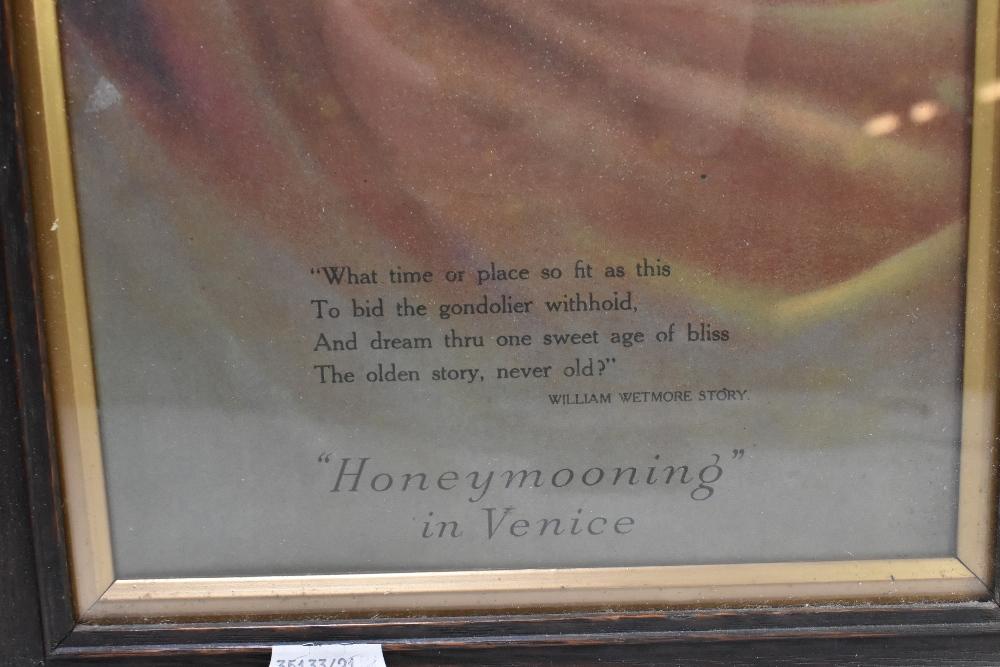 "What time or place so fit as this
To bid the gondolier withhold,
And dream thru one sweet age of bliss
The olden story, never old?"
WILLIAM WETMORE STORY.
"Honeymooning"
in Venice